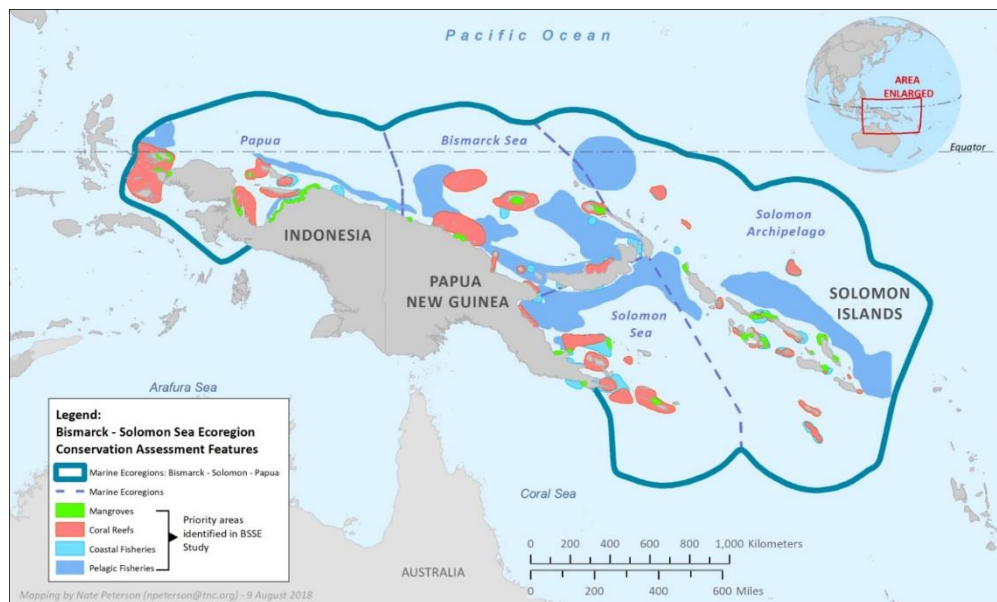 Pacific Ocean
AREA
ENLARGED
Equator
Papua
Bismarck Sea
Solomon
Archipelago
INDONESIA
PAPUA
NEW GUINEA
SOLOMON
ISLANDS
Solomon
Sea
Arafura Sea
Coral Sea
AUSTRALIA
Legend:
Bismarck - Solomon Sea Ecoregion
Conservation Assessment Features
Marine Ecoregions: Bismarck - Solomon - Papua
Marine Ecoregions
Mangroves
Coral Reefs
Coastal Fisheries
Pelagic Fisheries
Priority areas
identified in BSSE
Study
0 200 400 600 800 1,000 Kilometers
0 200 400 600 Miles
Mapping by Nate Peterson (npeterson@tnc.org) - 9 August 2018